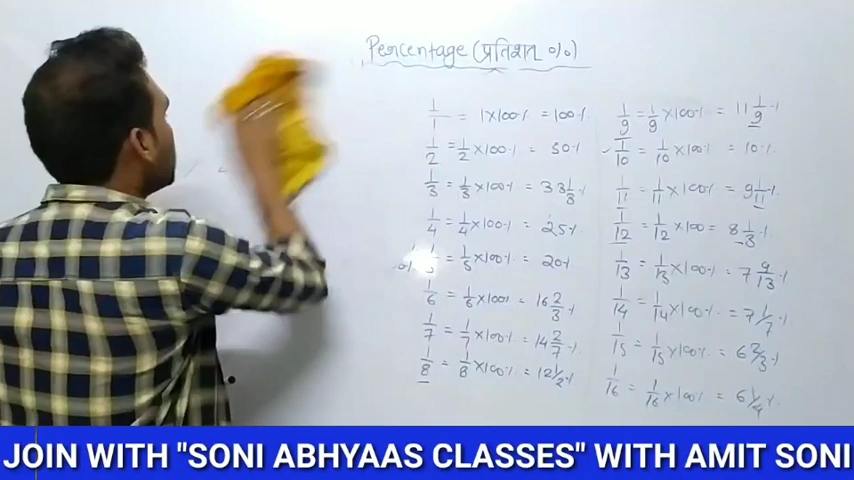 Percentage (प्रतिशत %)
1/1 = 1×100% = 100%
1/2 = 1/2 ×100% = 50%
1/3 = 1/3 ×100% = 33 1/3 %
1/4 = 1/4 ×100% = 25%
1/5 = 1/5 ×100% = 20%
1/6 = 1/6 ×100% = 16 2/3 %
1/7 = 1/7 ×100% = 14 2/7 %
1/8 = 1/8 ×100% = 12 1/2 %
1/9 = 1/9 ×100% = 11 1/9 %
1/10 = 1/10 ×100% = 10%
1/11 = 1/11 ×100% = 9 1/11 %
1/12 = 1/12 ×100 = 8 1/3 %
1/13 = 1/13 ×100% = 7 9/13 %
1/14 = 1/14 ×100% = 7 1/7 %
1/15 = 1/15 ×100% = 6 2/3 %
1/16 = 1/16 ×100% = 6 1/4 %
JOIN WITH "SONI ABHYAAS CLASSES" WITH AMIT SONI